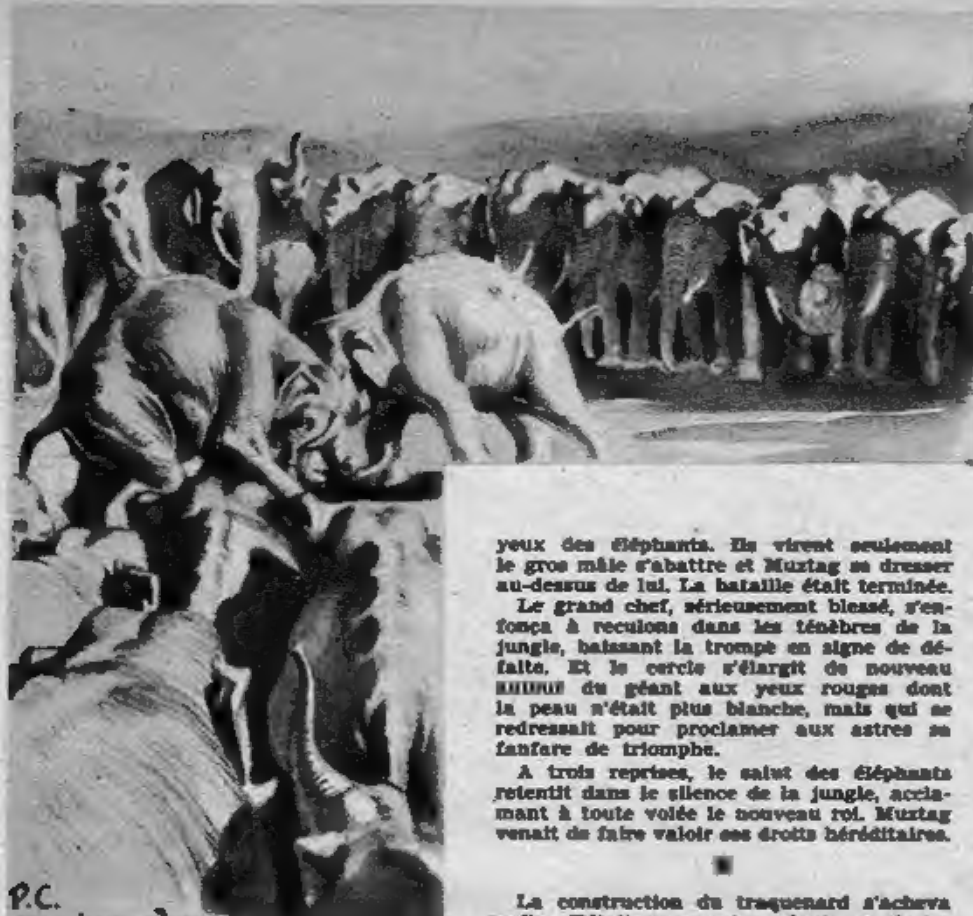 yeux des éléphants. Ils virent seulement
le gros mâle s'abattre et Muztag se dresser
au-dessus de lui. La bataille était terminée.
Le grand chef, sérieusement blessé, s'en-
fonça à reculons dans les ténèbres de la
jungle, baissant la trompe en signe de dé-
faite. Et le cercle s'élargit de nouveau
autour du géant aux yeux rouges dont
la peau n'était plus blanche, mais qui se
redressait pour proclamer aux astres sa
fanfare de triomphe.
A trois reprises, le salut des éléphants
retentit dans le silence de la jungle, accla-
mant à toute volée le nouveau roi. Muztag
venait de faire valoir ses droits héréditaires.
P.C.
La construction du traquenard s'acheva